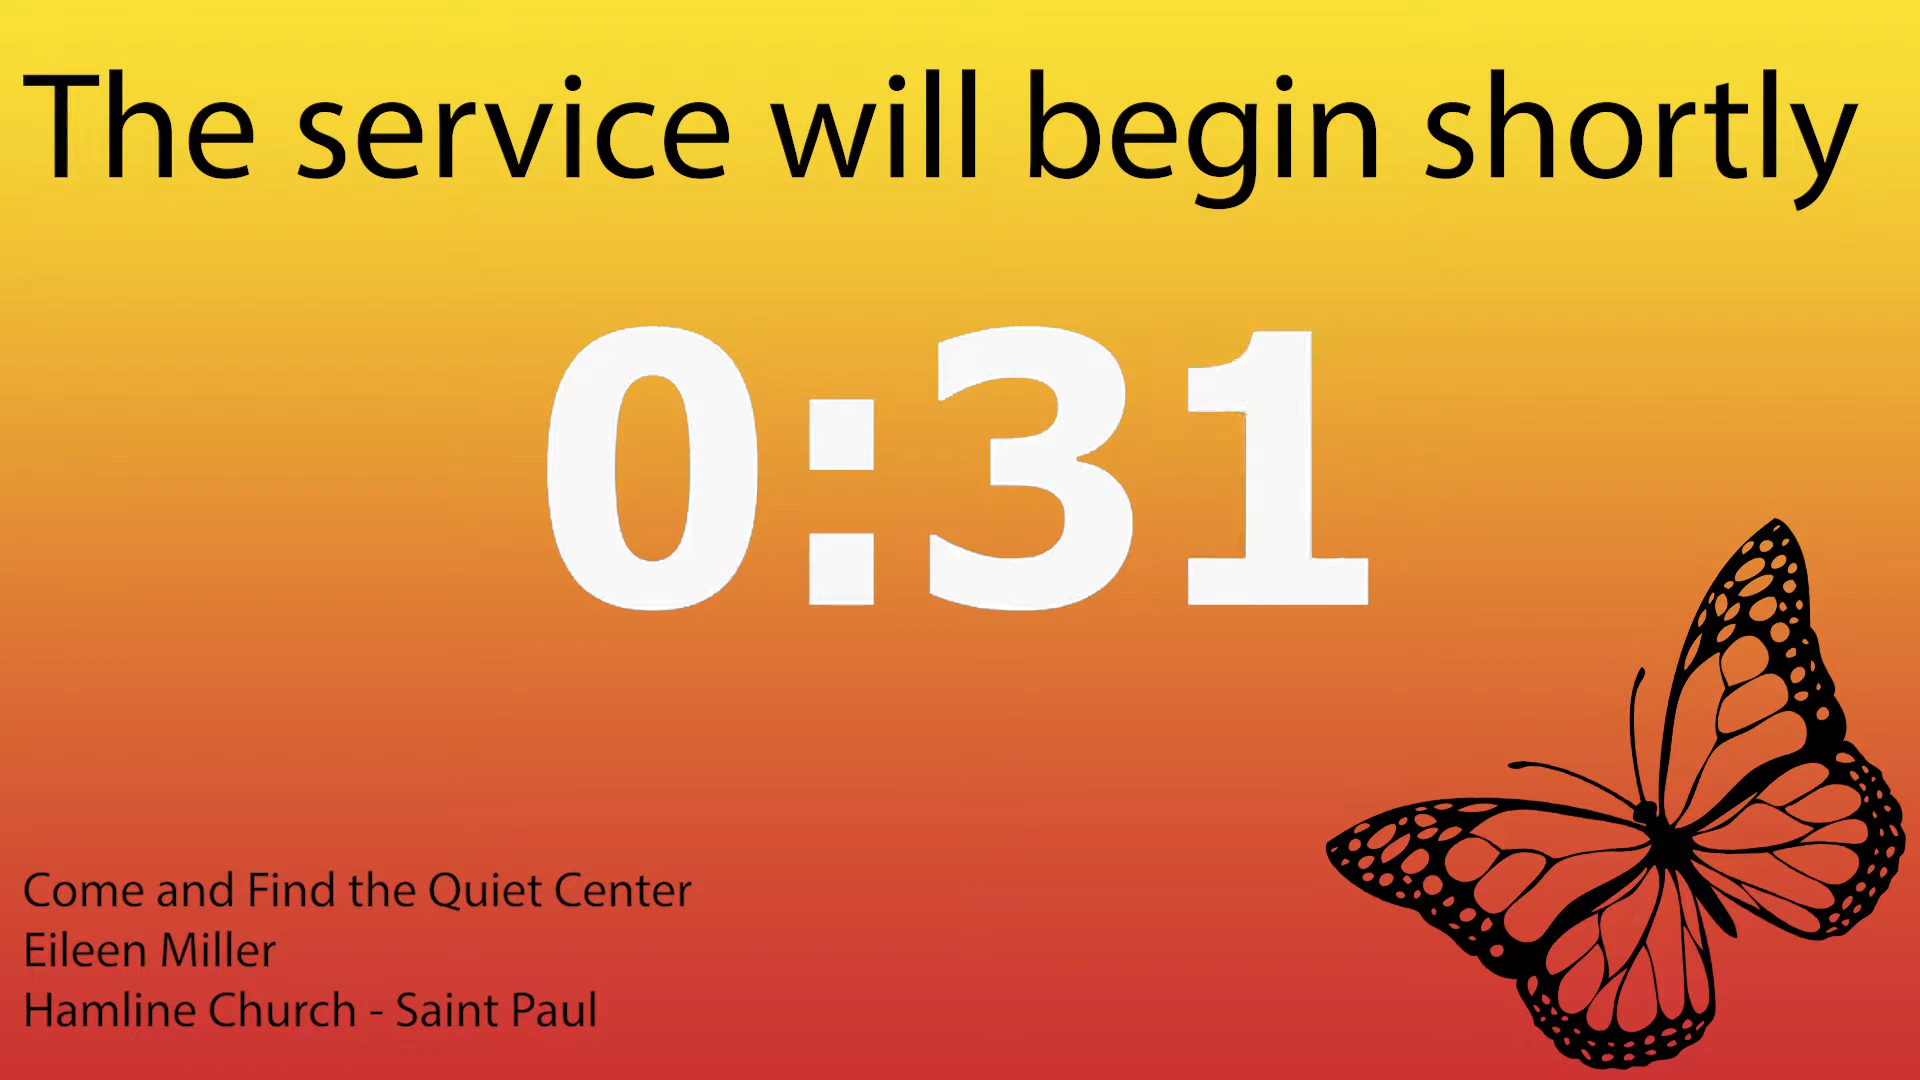 The service will begin shortly
0:31
Come and Find the Quiet Center
Eileen Miller
Hamline Church - Saint Paul